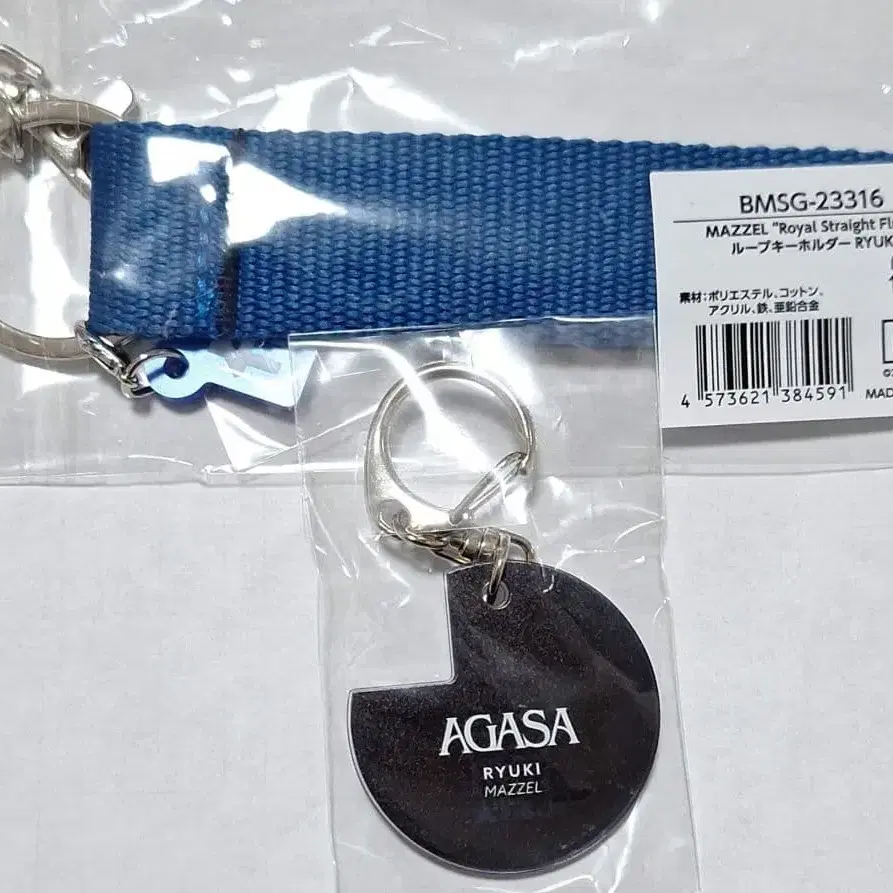 BMSG-23316
MAZZEL "Royal Straight Fl
ループキーホルダー RYUK
素材:ポリエステル、コットン、
アクリル、鉄、亜鉛合金
4 573621 384591
MAD
AGASA
RYUKI
MAZZEL